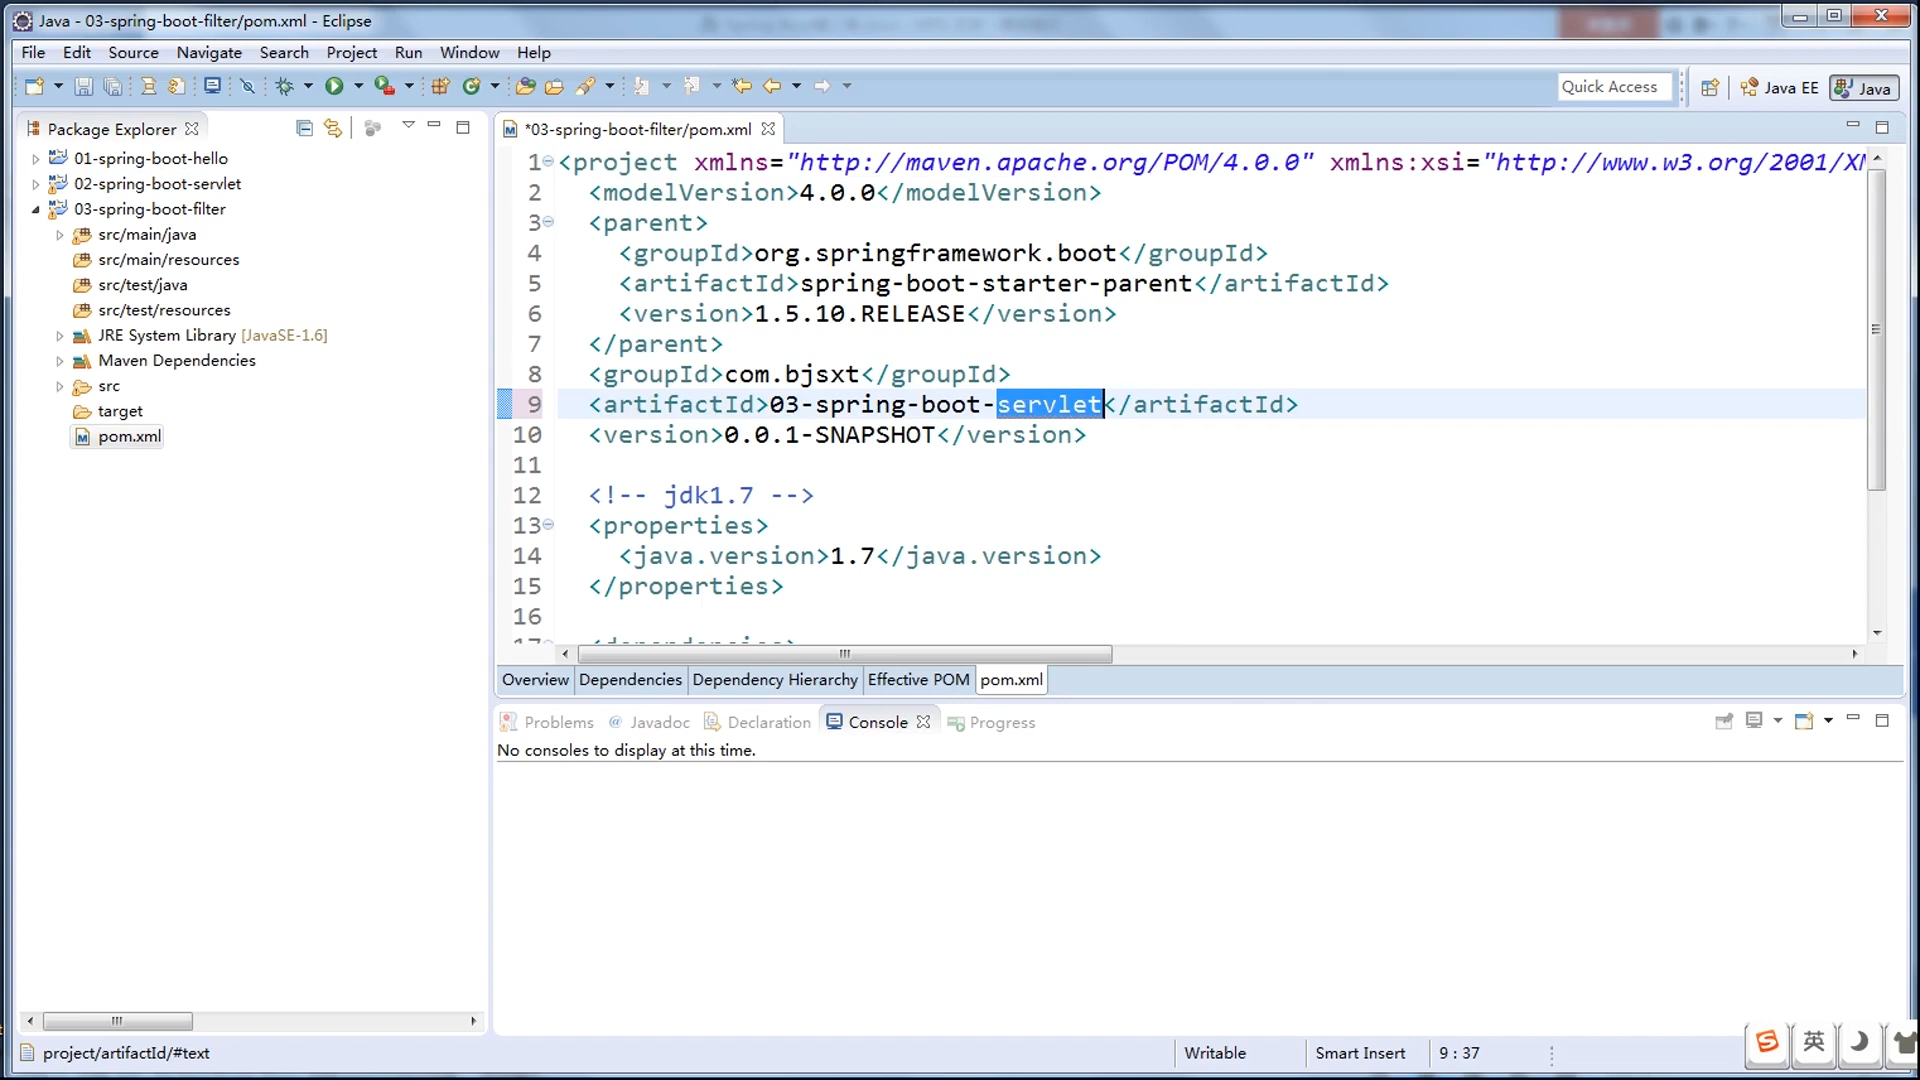 Java - 03-spring-boot-filter/pom.xml - Eclipse
File Edit Source Navigate Search Project Run Window Help
Quick Access
Java EE
Java
Package Explorer
*03-spring-boot-filter/pom.xml
01-spring-boot-hello
02-spring-boot-servlet
03-spring-boot-filter
src/main/java
src/main/resources
src/test/java
src/test/resources
JRE System Library [JavaSE-1.6]
Maven Dependencies
src
target
pom.xml
1 <project xmlns="http://maven.apache.org/POM/4.0.0" xmlns:xsi="http://www.w3.org/2001/XM
2 <modelVersion>4.0.0</modelVersion>
3 <parent>
4 <groupId>org.springframework.boot</groupId>
5 <artifactId>spring-boot-starter-parent</artifactId>
6 <version>1.5.10.RELEASE</version>
7 </parent>
8 <groupId>com.bjsxt</groupId>
9 <artifactId>03-spring-boot-servlet</artifactId>
10 <version>0.0.1-SNAPSHOT</version>
11
12 <!-- jdk1.7 -->
13 <properties>
14 <java.version>1.7</java.version>
15 </properties>
16
17 <dependencies>
Overview Dependencies Dependency Hierarchy Effective POM pom.xml
Problems @ Javadoc Declaration Console Progress
No consoles to display at this time.
project/artifactId/#text
Writable
Smart Insert
9 : 37
英